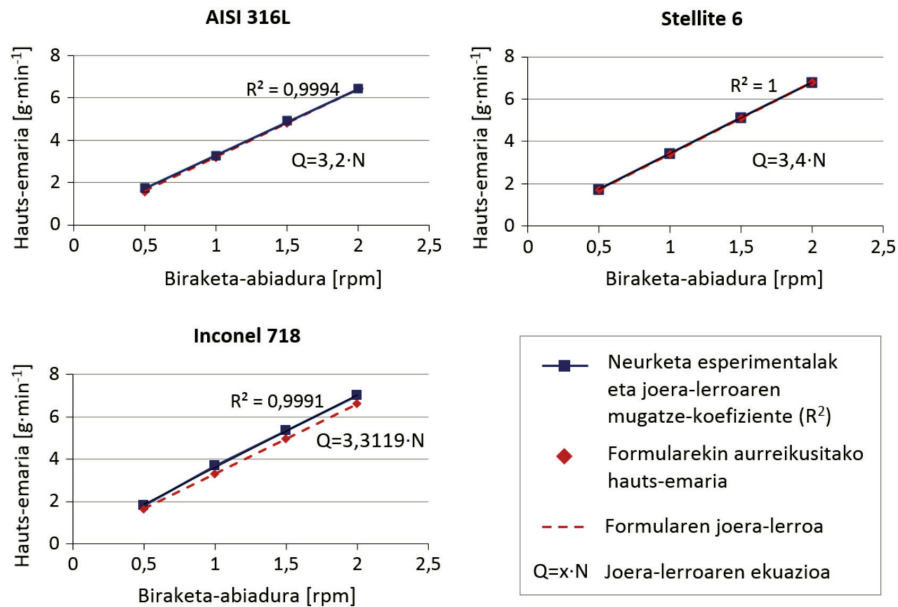 AISI 316L
Hauts-emaria [g·min⁻¹]
8
6
4
2
0
R² = 0,9994
Q=3,2·N
0 0,5 1 1,5 2 2,5
Biraketa-abiadura [rpm]
Stellite 6
Hauts-emaria [g·min⁻¹]
8
6
4
2
0
R² = 1
Q=3,4·N
0 0,5 1 1,5 2 2,5
Biraketa-abiadura [rpm]
Inconel 718
Hauts-emaria [g·min⁻¹]
8
6
4
2
0
R² = 0,9991
Q=3,3119·N
0 0,5 1 1,5 2 2,5
Biraketa-abiadura [rpm]
Neurketa esperimentalak
eta joera-lerroaren
mugatze-koefiziente (R²)
Formularekin aurreikusitako
hauts-emaria
Formularen joera-lerroa
Q=x·N Joera-lerroaren ekuazioa